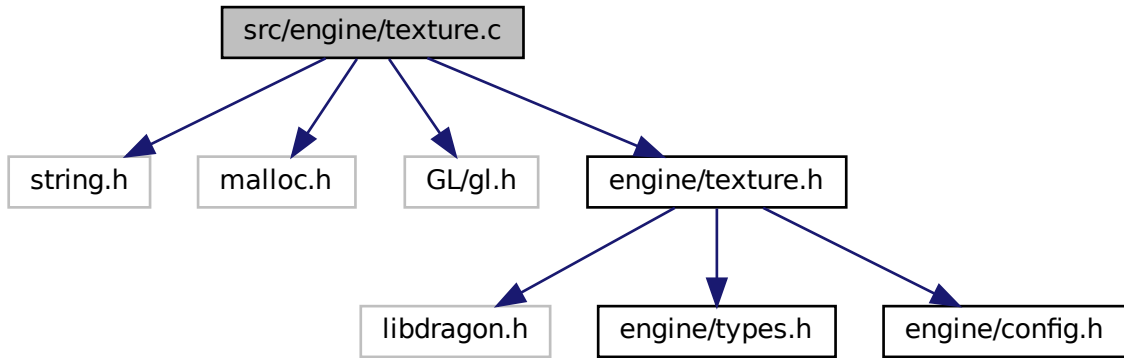 src/engine/texture.c
string.h
malloc.h
GL/gl.h
engine/texture.h
libdragon.h
engine/types.h
engine/config.h